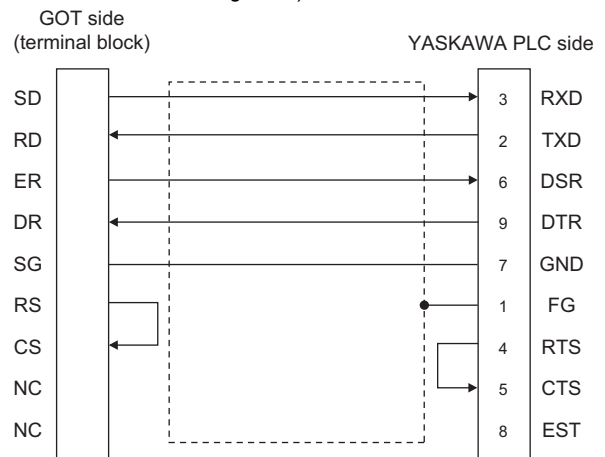 GOT side
(terminal block)
YASKAWA PLC side
SD 3 RXD
RD 2 TXD
ER 6 DSR
DR 9 DTR
SG 7 GND
RS 1 FG
CS 4 RTS
NC 5 CTS
NC 8 EST